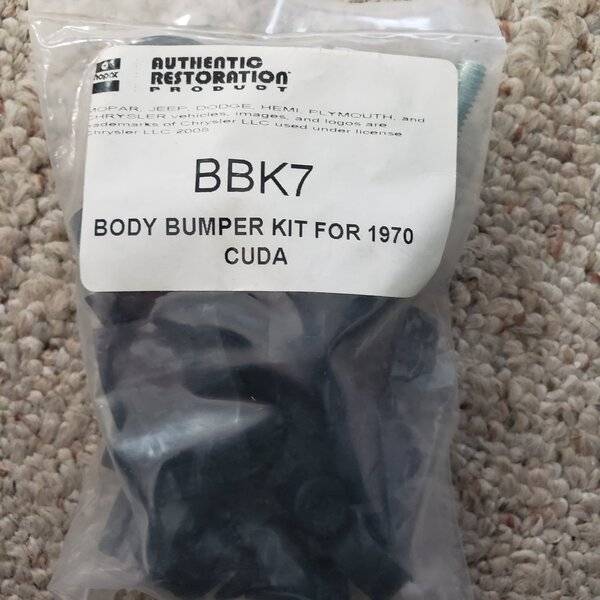 AUTHENTIC
RESTORATION
PRODUCT
MOPAR, JEEP, DODGE, HEMI, PLYMOUTH, and
CHRYSLER vehicles, images, and logos are
trademarks of Chrysler LLC used under license
Chrysler LLC 2008
BBK7
BODY BUMPER KIT FOR 1970
CUDA